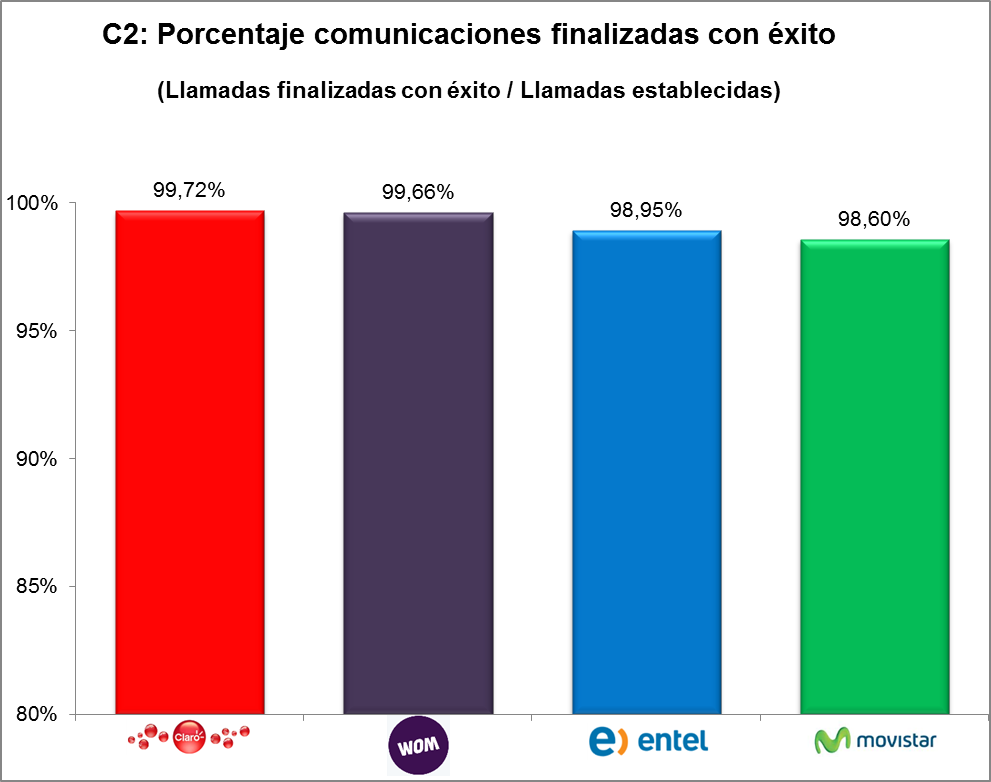 C2: Porcentaje comunicaciones finalizadas con éxito
(Llamadas finalizadas con éxito / Llamadas establecidas)
99,72%
99,66%
98,95%
98,60%
100%
95%
90%
85%
80%
Claro
WOM
e) entel
movistar